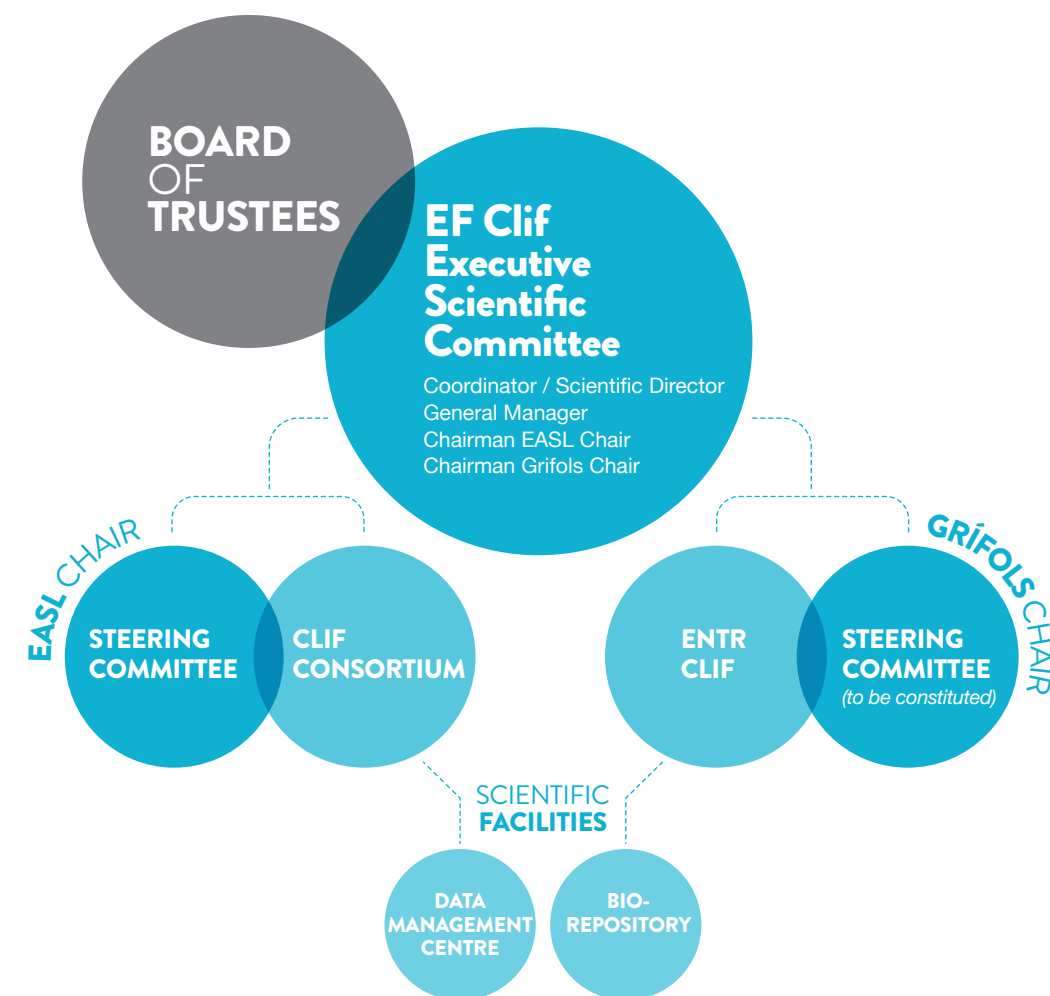 BOARD
OF
TRUSTEES
EF Clif
Executive
Scientific
Committee
Coordinator / Scientific Director
General Manager
Chairman EASL Chair
Chairman Grifols Chair
EASL CHAIR
STEERING
COMMITTEE
CLIF
CONSORTIUM
ENTR
CLIF
STEERING
COMMITTEE
(to be constituted)
GRÍFOLS CHAIR
SCIENTIFIC
FACILITIES
DATA
MANAGEMENT
CENTRE
BIO-
REPOSITORY